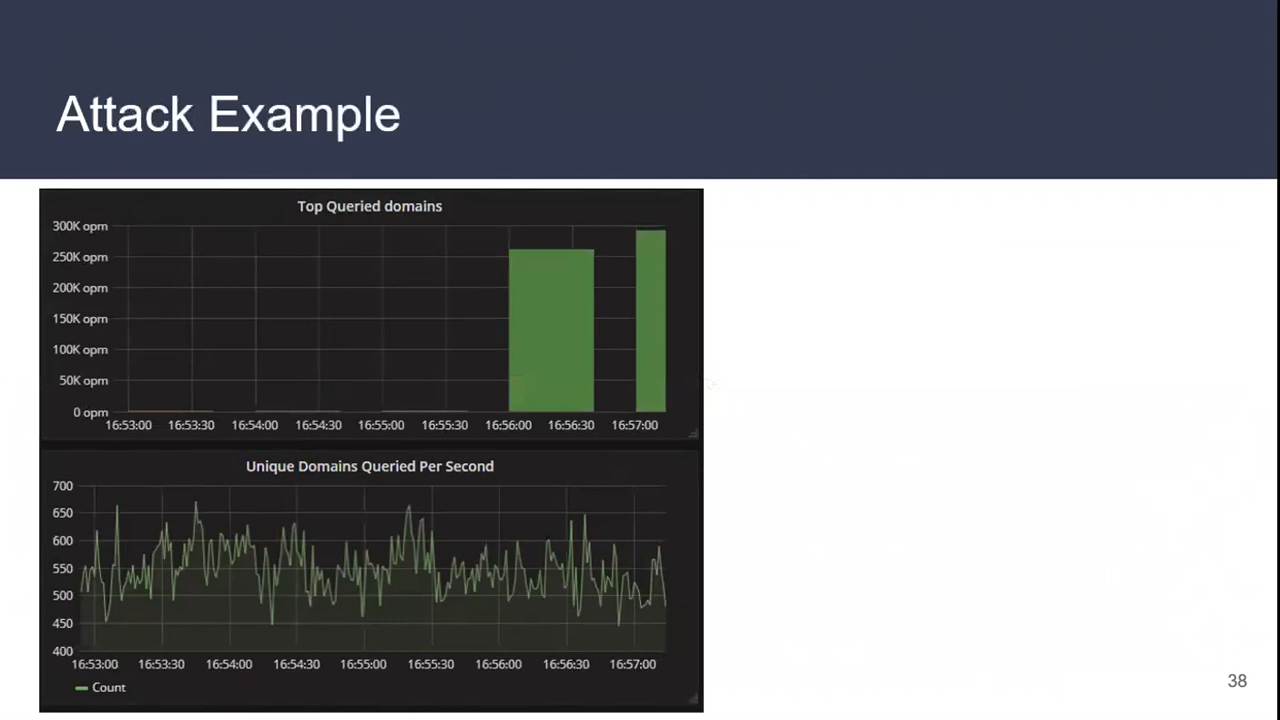 Attack Example
Top Queried domains
300K opm
250K opm
200K opm
150K opm
100K opm
50K opm
0 opm
16:53:00 16:53:30 16:54:00 16:54:30 16:55:00 16:55:30 16:56:00 16:56:30 16:57:00
Unique Domains Queried Per Second
700
650
600
550
500
450
400
16:53:00 16:53:30 16:54:00 16:54:30 16:55:00 16:55:30 16:56:00 16:56:30 16:57:00
Count
38